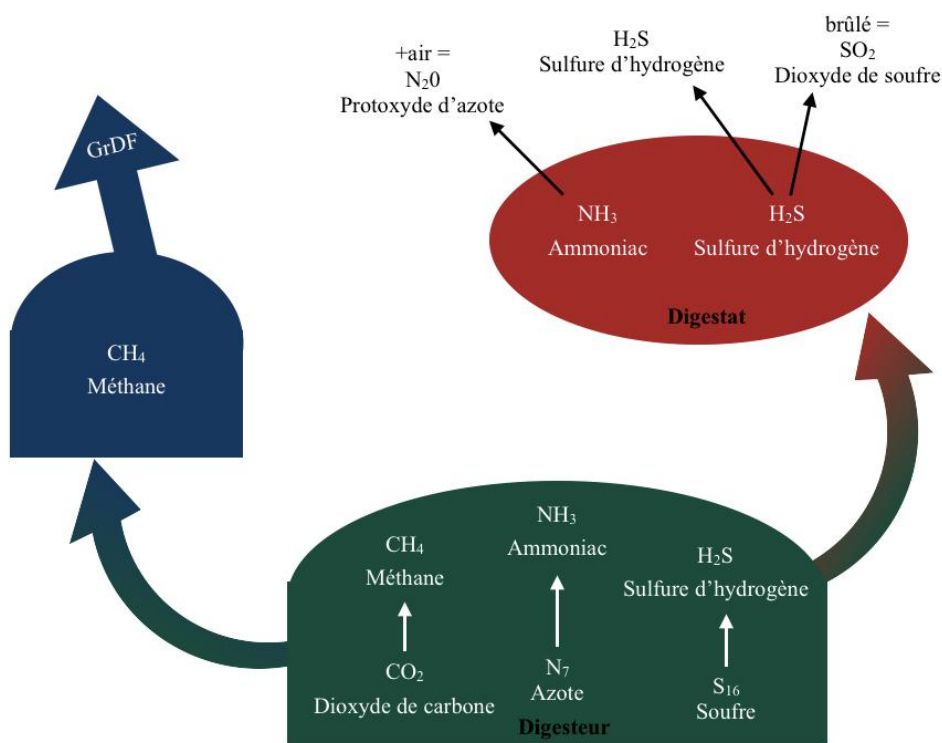 +air =
N₂0
Protoxyde d'azote
H₂S
Sulfure d'hydrogène
brûlé =
SO₂
Dioxyde de soufre
GrDF
NH₃
Ammoniac
H₂S
Sulfure d'hydrogène
Digestat
CH₄
Méthane
CH₄
Méthane
NH₃
Ammoniac
H₂S
Sulfure d'hydrogène
CO₂
Dioxyde de carbone
N₇
Azote
S₁₆
Soufre
Digesteur